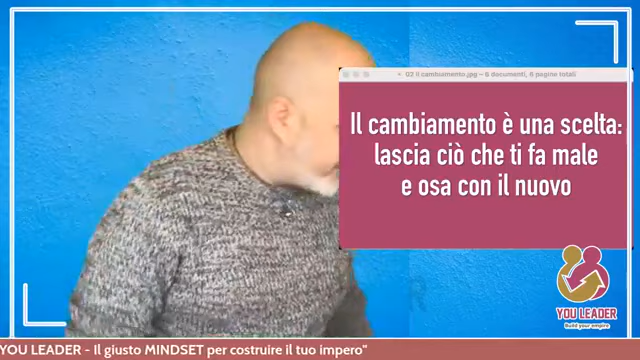 02 Il cambiamento.jpg – 6 documenti, 6 pagine totali
Il cambiamento è una scelta:
lascia ciò che ti fa male
e osa con il nuovo
YOU LEADER
Build your empire
YOU LEADER - Il giusto MINDSET per costruire il tuo impero"